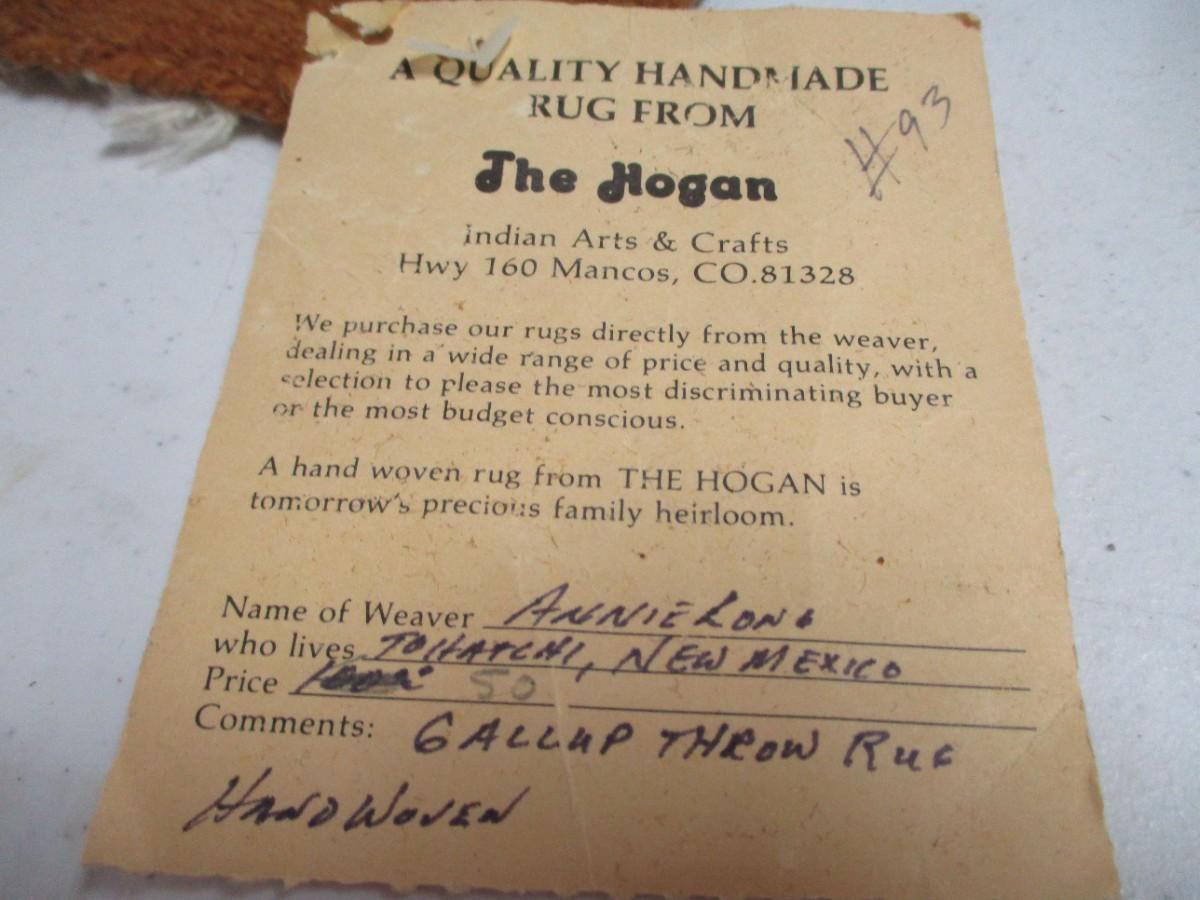 A QUALITY HANDMADE
RUG FROM
#93
The Hogan
Indian Arts & Crafts
Hwy 160 Mancos, CO.81328
We purchase our rugs directly from the weaver,
dealing in a wide range of price and quality, with a
selection to please the most discriminating buyer
or the most budget conscious.
A hand woven rug from THE HOGAN is
tomorrow's precious family heirloom.
Name of Weaver ANNIE LONG
who lives TOHATCHI, NEW MEXICO
Price 50
Comments: GALLUP THROW RUG
HANDWOVEN